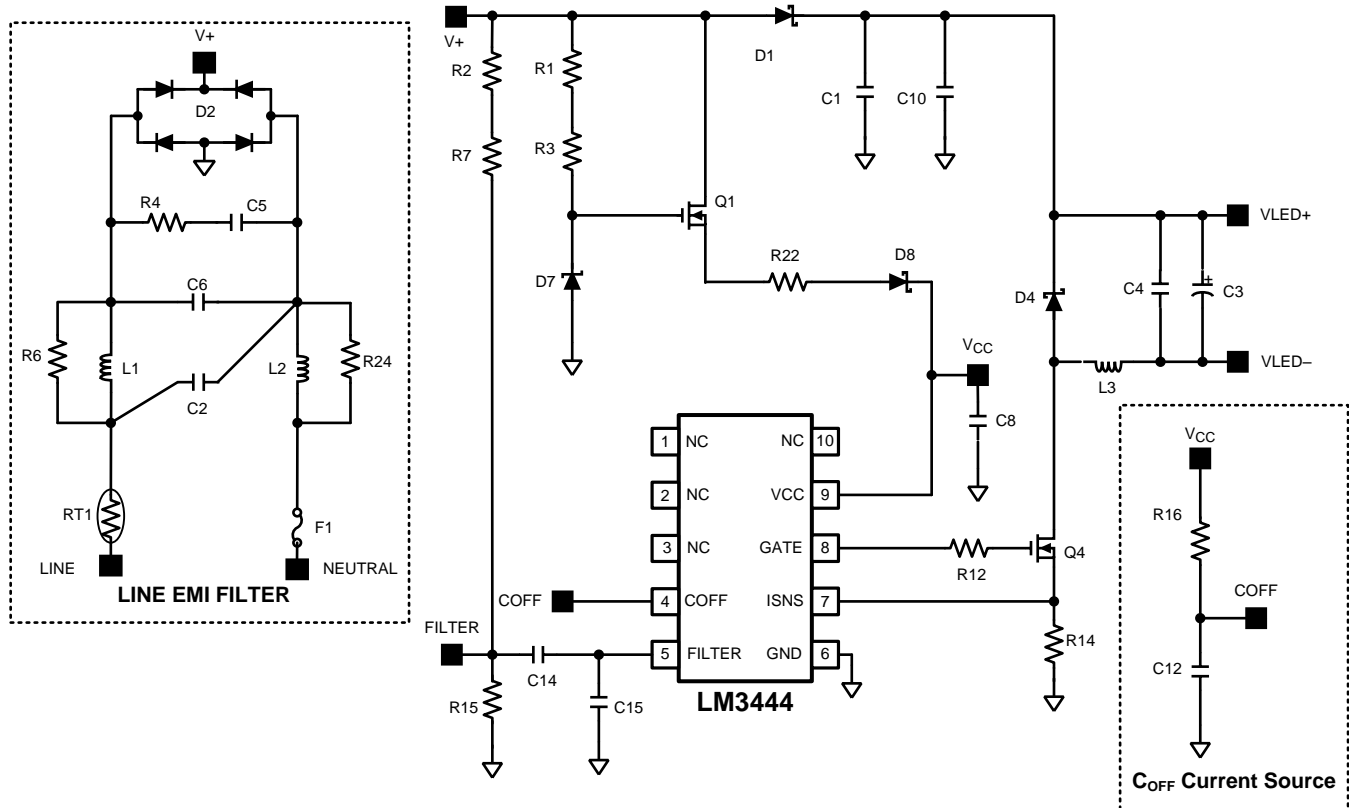 V+
D2
R4
C5
C6
R6
L1
L2
R24
C2
RT1
F1
LINE
NEUTRAL
LINE EMI FILTER
V+
R2
R1
D1
C1
C10
R7
R3
Q1
VLED+
D7
R22
D8
D4
C4
+
C3
VCC
VLED–
L3
C8
1 NC
NC 10
2 NC
VCC 9
3 NC
GATE 8
R12
Q4
COFF
4 COFF
ISNS 7
FILTER
5 FILTER
GND 6
R14
C14
R15
C15
LM3444
VCC
R16
COFF
C12
COFF Current Source